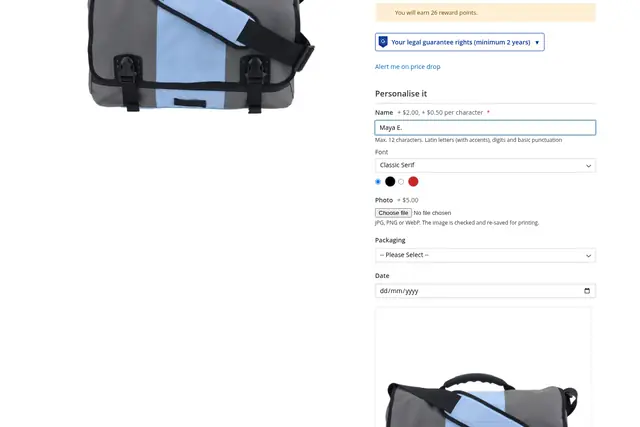 You will earn 26 reward points.
Your legal guarantee rights (minimum 2 years)
Alert me on price drop
Personalise it
Name + $2.00, + $0.50 per character *
Maya E.
Max. 12 characters. Latin letters (with accents), digits and basic punctuation
Font
Classic Serif
Photo + $5.00
Choose file No file chosen
JPG, PNG or WebP. The image is checked and re-saved for printing.
Packaging
-- Please Select --
Date
dd/mm/yyyy